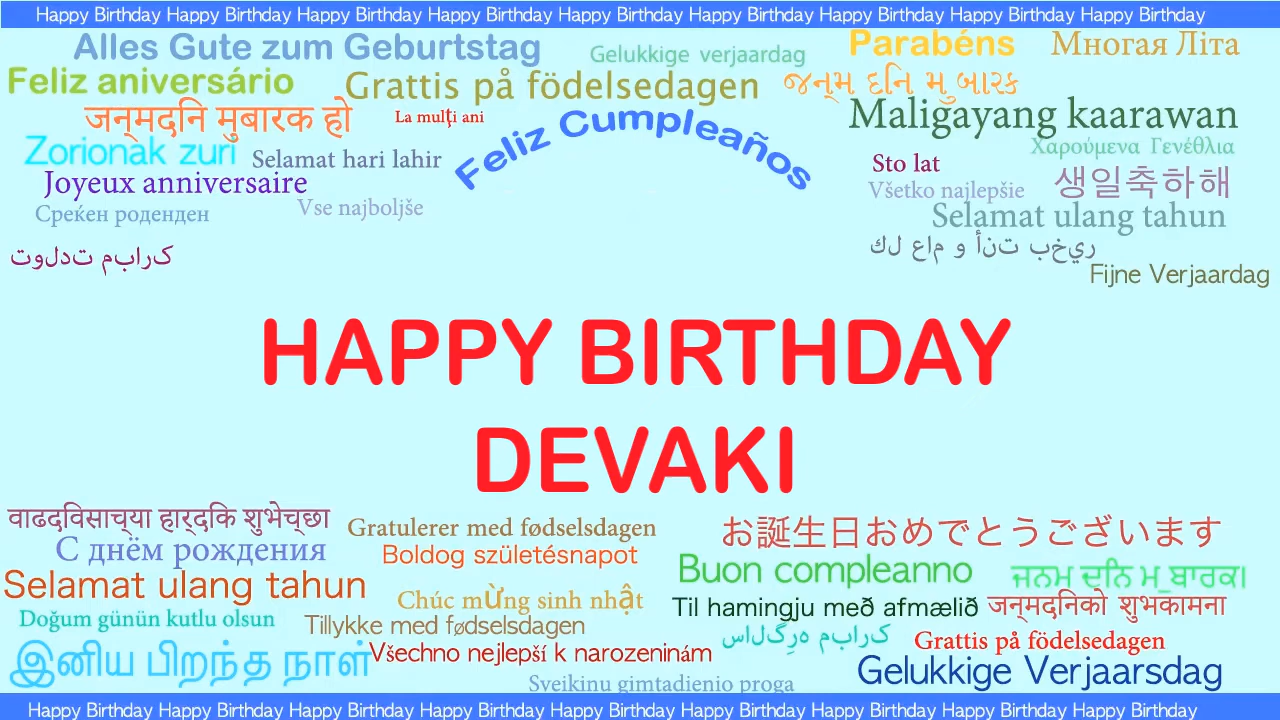 Happy Birthday Happy Birthday Happy Birthday Happy Birthday Happy Birthday Happy Birthday Happy Birthday Happy Birthday Happy Birthday
Alles Gute zum Geburtstag
Gelukkige verjaardag
Parabéns
Многая Літа
Feliz aniversário
Grattis på födelsedagen
જન્મ દિન મુ બારક
जन्मदिन मुबारक हो
La mulţi ani
Feliz Cumpleaños
Maligayang kaarawan
Zorionak zuri
Selamat hari lahir
Sto lat
Χαρούμενα Γενέθλια
Joyeux anniversaire
Všetko najlepšie
생일축하해
Среќен роденден
Vse najboljše
Selamat ulang tahun
تولدت مبارک
كل عام و أنت بخير
Fijne Verjaardag
HAPPY BIRTHDAY
DEVAKI
वाढदिवसाच्या हार्दिक शुभेच्छा
Gratulerer med fødselsdagen
お誕生日おめでとうございます
С днём рождения
Boldog születésnapot
Buon compleanno
ਜਨਮ ਦਿਨ ਮੁਬਾਰਕ।
Selamat ulang tahun
Chúc mừng sinh nhật
Til hamingju með afmælið
जन्मदिनको शुभकामना
Doğum günün kutlu olsun
Tillykke med fødselsdagen
سالگرہ مبارک
Grattis på födelsedagen
இனிய பிறந்த நாள்
Všechno nejlepší k narozeninám
Gelukkige Verjaarsdag
Sveikinu gimtadienio proga
Happy Birthday Happy Birthday Happy Birthday Happy Birthday Happy Birthday Happy Birthday Happy Birthday Happy Birthday Happy Birthday